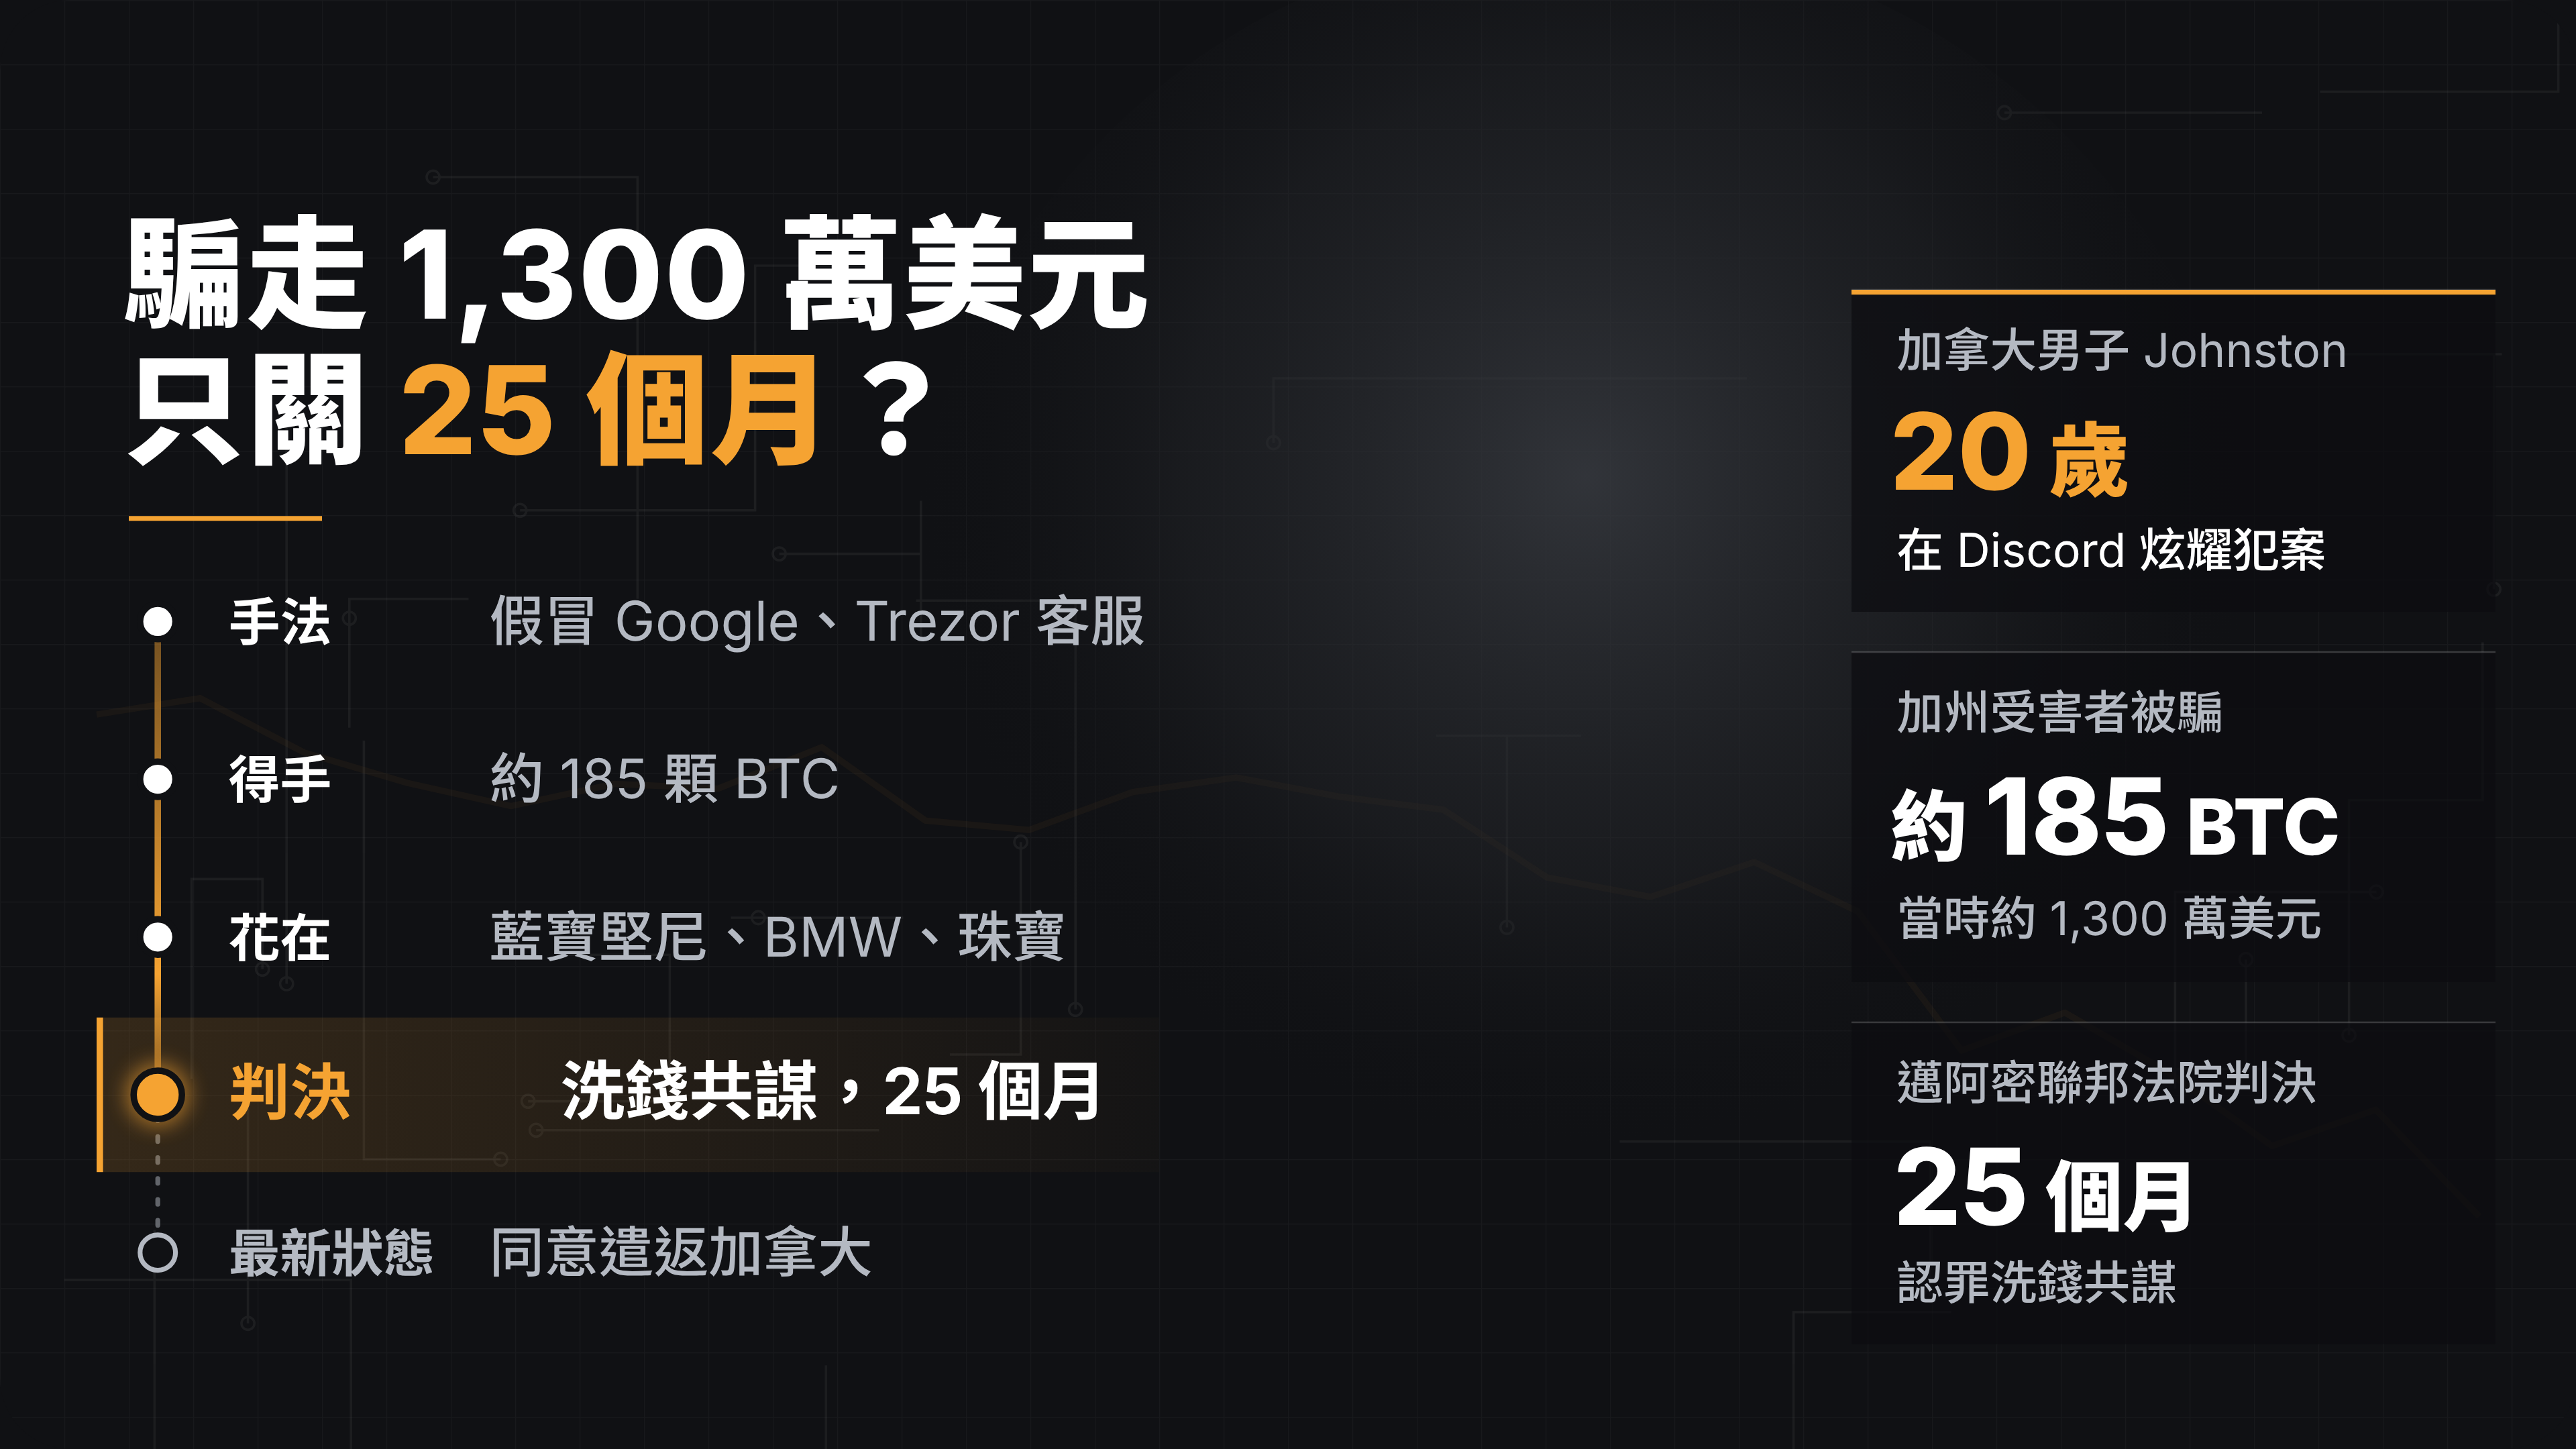 騙走 1,300 萬美元
只關 25 個月？
手法 假冒 Google、Trezor 客服
得手 約 185 顆 BTC
花在 藍寶堅尼、BMW、珠寶
判決 洗錢共謀，25 個月
最新狀態 同意遣返加拿大
加拿大男子 Johnston
20 歲
在 Discord 炫耀犯案
加州受害者被騙
約 185 BTC
當時約 1,300 萬美元
邁阿密聯邦法院判決
25 個月
認罪洗錢共謀